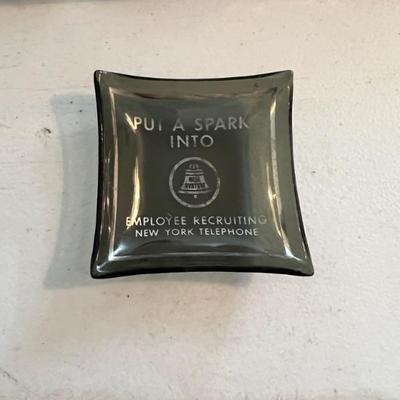 PUT A SPARK
INTO
EMPLOYEE RECRUITING
NEW YORK TELEPHONE